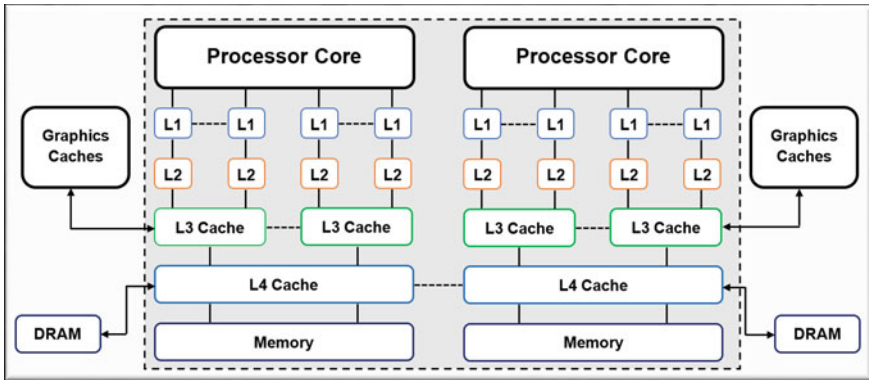 Processor Core
Processor Core
L1 L1 L1 L1
L1 L1 L1 L1
Graphics
Caches
Graphics
Caches
L2 L2 L2 L2
L2 L2 L2 L2
L3 Cache L3 Cache
L3 Cache L3 Cache
L4 Cache
L4 Cache
DRAM
Memory
Memory
DRAM